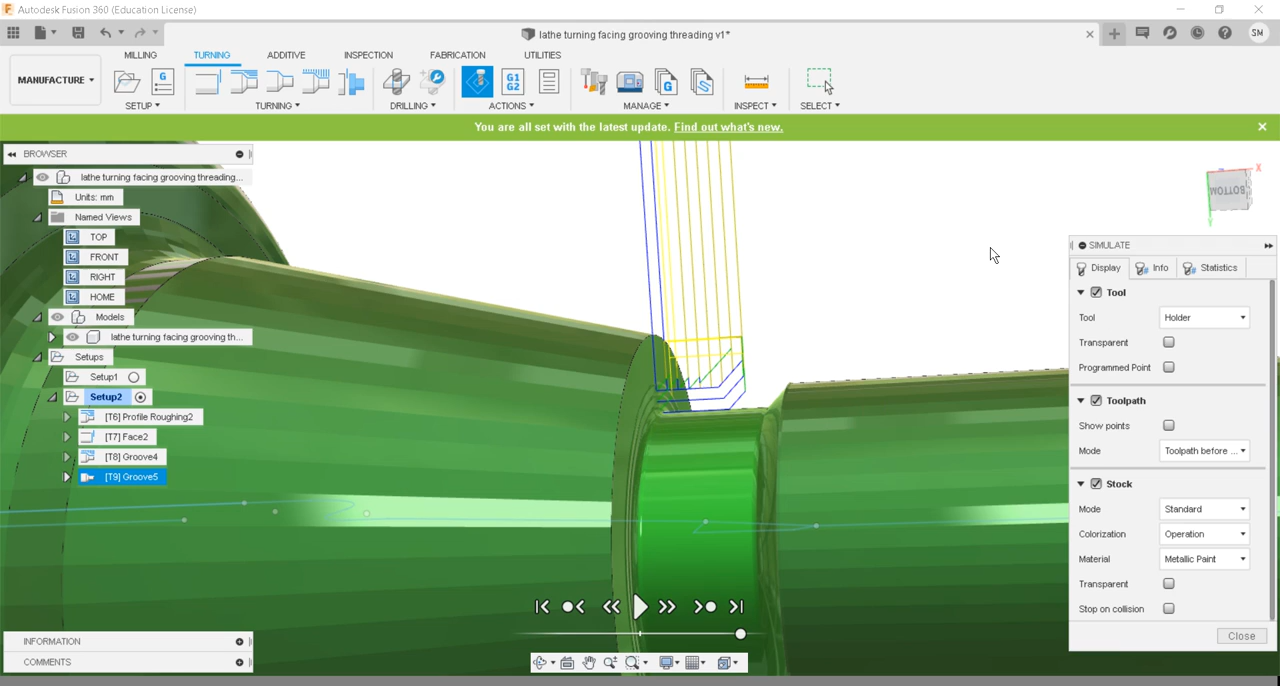 Autodesk Fusion 360 (Education License)
lathe turning facing grooving threading v1*
SM
MILLING TURNING ADDITIVE INSPECTION FABRICATION UTILITIES
MANUFACTURE
G
G1
G2
G
SETUP TURNING DRILLING ACTIONS MANAGE INSPECT SELECT
You are all set with the latest update. Find out what's new.
BROWSER
lathe turning facing grooving threading...
Units: mm
Named Views
TOP
FRONT
RIGHT
HOME
Models
lathe turning facing grooving th...
Setups
Setup1
Setup2
[T6] Profile Roughing2
[T7] Face2
[T8] Groove4
[T9] Groove5
INFORMATION
COMMENTS
X
BOTTOM
SIMULATE
Display Info Statistics
Tool
Tool Holder
Transparent
Programmed Point
Toolpath
Show points
Mode Toolpath before ...
Stock
Mode Standard
Colorization Operation
Material Metallic Paint
Transparent
Stop on collision
Close